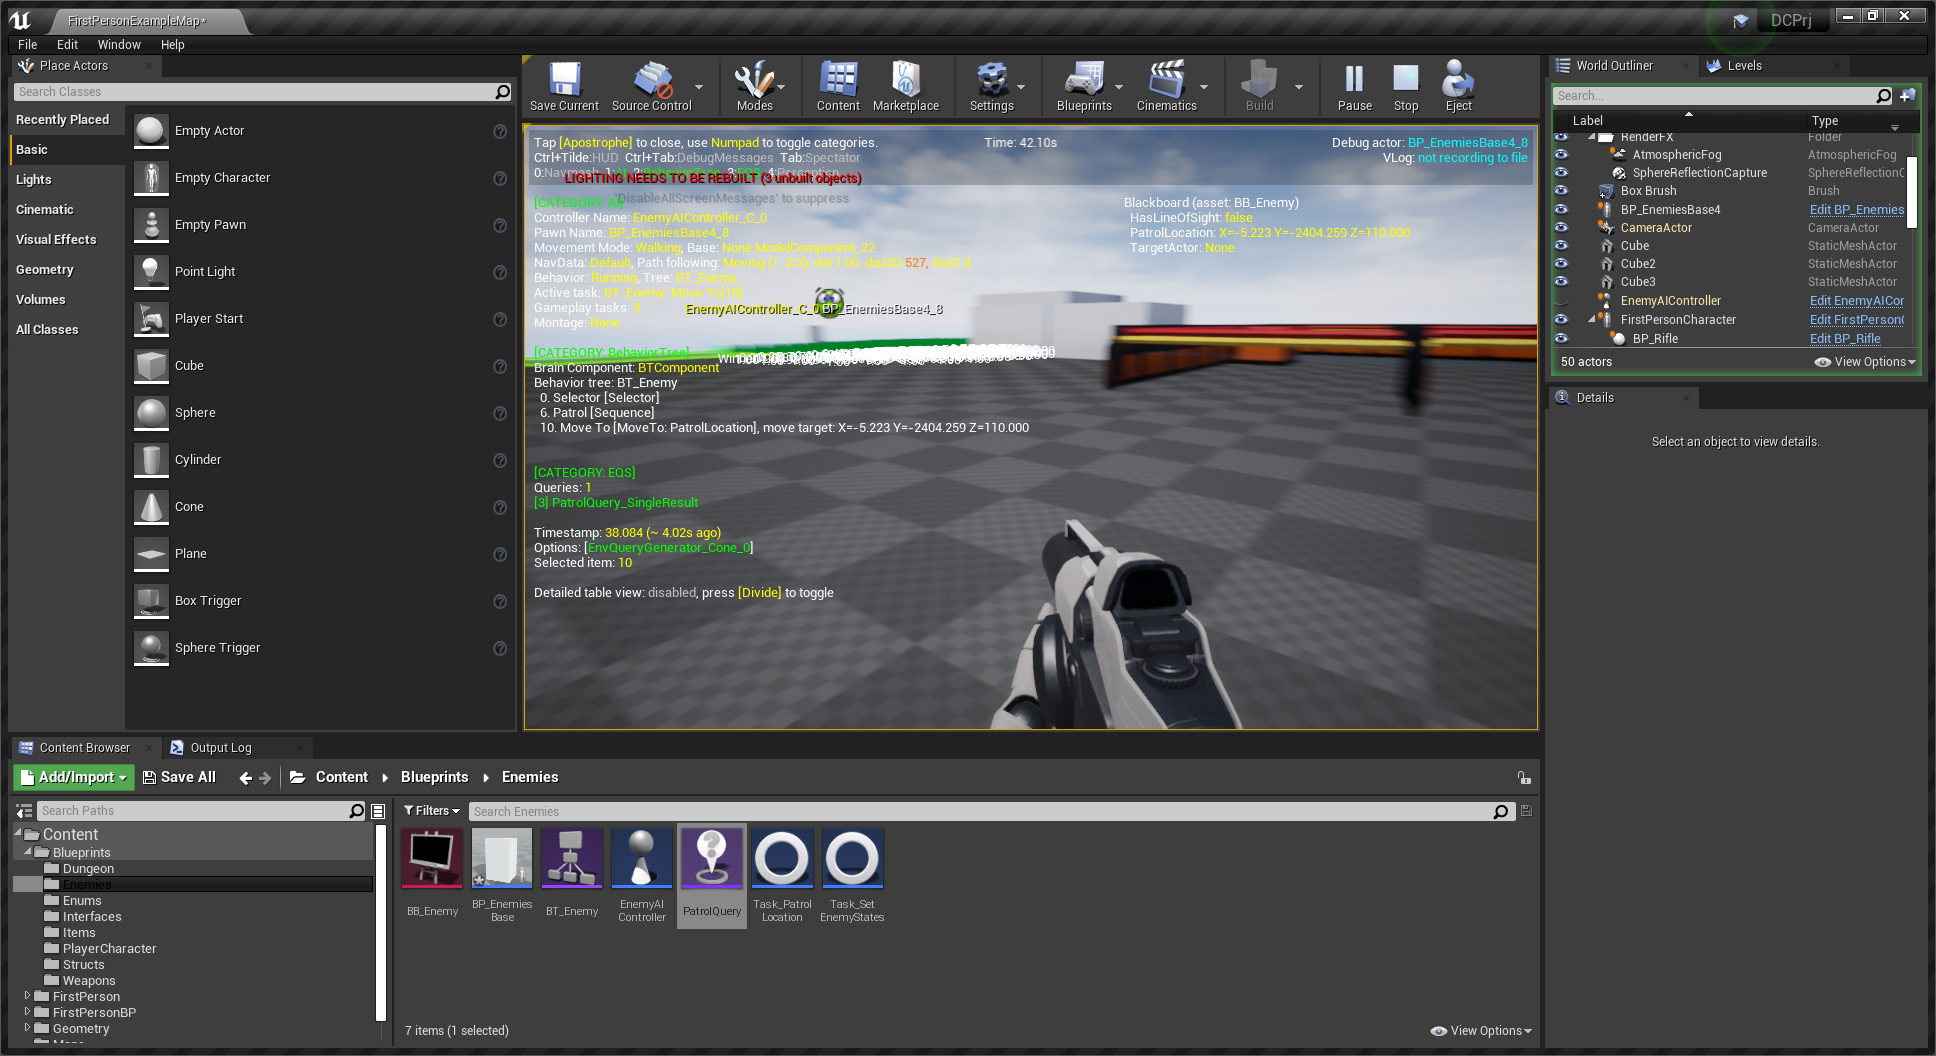 FirstPersonExampleMap*
DCPrj
File Edit Window Help
Place Actors
Search Classes
Recently Placed
Basic
Lights
Cinematic
Visual Effects
Geometry
Volumes
All Classes
Empty Actor
Empty Character
Empty Pawn
Point Light
Player Start
Cube
Sphere
Cylinder
Cone
Plane
Box Trigger
Sphere Trigger
Save Current
Source Control
Modes
Content
Marketplace
Settings
Blueprints
Cinematics
Build
Pause
Stop
Eject
Tap [Apostrophe] to close, use Numpad to toggle categories.
Time: 42.10s
Debug actor: BP_EnemiesBase4_8
Ctrl+Tilde:HUD Ctrl+Tab:DebugMessages Tab:Spectator
VLog: not recording to file
LIGHTING NEEDS TO BE REBUILT (3 unbuilt objects)
'DisableAllScreenMessages' to suppress
[CATEGORY: AI]
Controller Name: EnemyAIController_C_0
Pawn Name: BP_EnemiesBase4_8
Movement Mode: Walking, Base: None.ModelComponent_22
NavData: Default, Path following: Moving [1..2/2], dot:1.00, dist2D:527, distZ:8
Behavior: Running, Tree: BT_Enemy
Active task: BT_Enemy::Move To[10]
Gameplay tasks: 0
Montage: None
Blackboard (asset: BB_Enemy)
HasLineOfSight: false
PatrolLocation: X=-5.223 Y=-2404.259 Z=110.000
TargetActor: None
EnemyAIController_C_0 BP_EnemiesBase4_8
[CATEGORY: BehaviorTree]
Brain Component: BTComponent
Behavior tree: BT_Enemy
0. Selector [Selector]
6. Patrol [Sequence]
10. Move To [MoveTo: PatrolLocation], move target: X=-5.223 Y=-2404.259 Z=110.000
[CATEGORY: EQS]
Queries: 1
[3] PatrolQuery_SingleResult
Timestamp: 38.084 (~ 4.02s ago)
Options: [EnvQueryGenerator_Cone_0]
Selected item: 10
Detailed table view: disabled, press [Divide] to toggle
World Outliner
Levels
Search...
Label Type
RenderFX Folder
AtmosphericFog AtmosphericFog
SphereReflectionCapture SphereReflectionC
Box Brush Brush
BP_EnemiesBase4 Edit BP_Enemies
CameraActor CameraActor
Cube StaticMeshActor
Cube2 StaticMeshActor
Cube3 StaticMeshActor
EnemyAIController Edit EnemyAICor
FirstPersonCharacter Edit FirstPerson(
BP_Rifle Edit BP_Rifle
50 actors
View Options
Details
Select an object to view details.
Content Browser
Output Log
Add/Import
Save All
Content
Blueprints
Enemies
Search Paths
Filters
Search Enemies
Content
Blueprints
Dungeon
Enemies
Enums
Interfaces
Items
PlayerCharacter
Structs
Weapons
FirstPerson
FirstPersonBP
Geometry
BB_Enemy
BP_Enemies
Base
BT_Enemy
EnemyAI
Controller
PatrolQuery
Task_Patrol
Location
Task_Set
EnemyStates
7 items (1 selected)
View Options